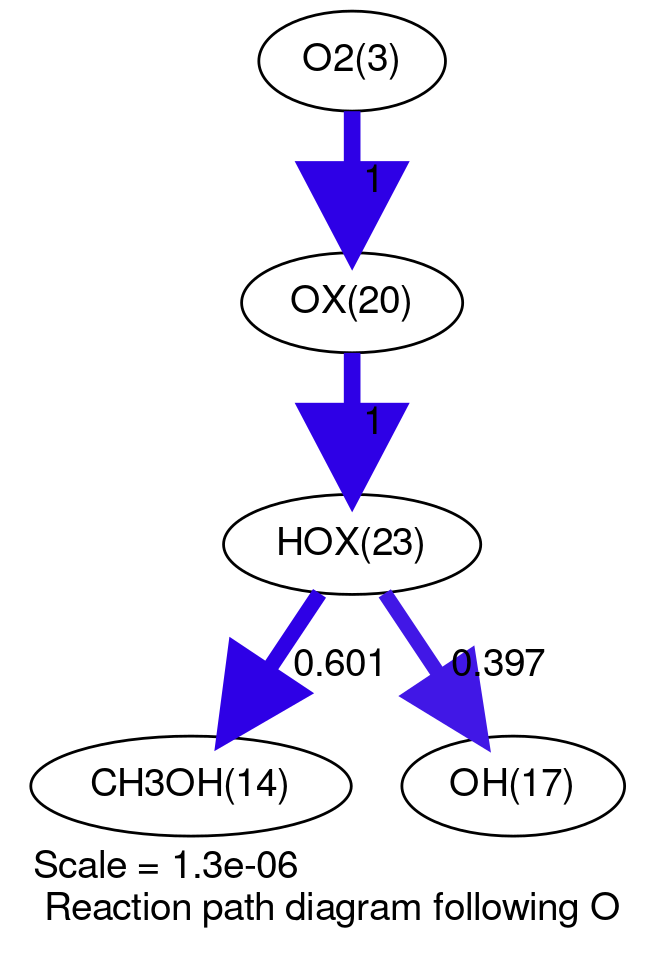 O2(3)
1
OX(20)
1
HOX(23)
0.601
0.397
CH3OH(14)
OH(17)
Scale = 1.3e-06
Reaction path diagram following O